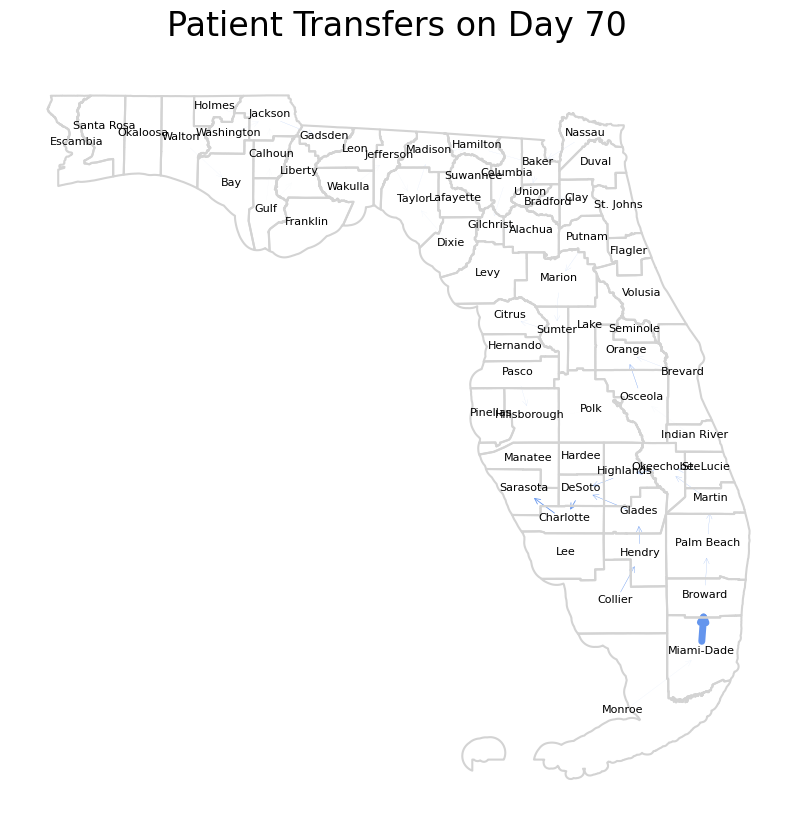 Patient Transfers on Day 70
Holmes
Jackson
Santa Rosa
Okaloosa
Walton
Washington
Escambia
Gadsden
Leon
Jefferson
Madison
Hamilton
Nassau
Calhoun
Liberty
Suwannee
Columbia
Baker
Duval
Bay
Wakulla
Taylor
Lafayette
Union
Bradford
Clay
St. Johns
Gulf
Franklin
Gilchrist
Alachua
Putnam
Dixie
Flagler
Levy
Marion
Volusia
Citrus
Sumter
Lake
Seminole
Hernando
Orange
Pasco
Brevard
Osceola
Pinellas
Hillsborough
Polk
Indian River
Manatee
Hardee
Highlands
Okeechobee
St. Lucie
Sarasota
DeSoto
Martin
Charlotte
Glades
Lee
Hendry
Palm Beach
Collier
Broward
Miami-Dade
Monroe